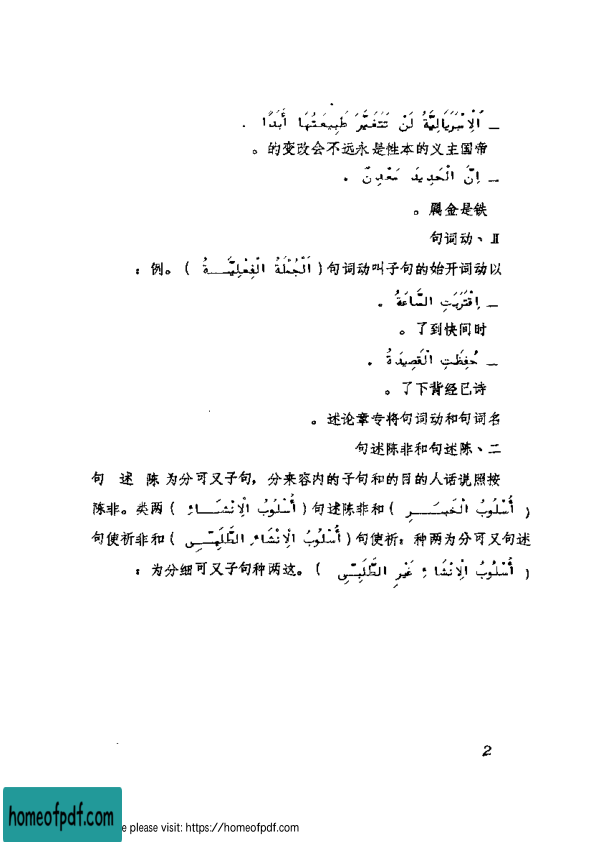 – اَلْاِمْبِرْيَالِيَّةُ لَنْ تَتَغَيَّرَ طَبِيعَتُهَا أَبَدًا .
帝国主义的本性是永远不会改变的。
– اِنَّ الْحَدِيدَ مَعْدِنٌ .
铁是金属。
Ⅱ、动词句
以动词开始的句子叫动词句(اَلْجُمْلَةُ الْفِعْلِيَّــةُ)。例：
– اِقْتَرَبَتِ السَّاعَةُ .
时间快到了。
– حُفِظَتِ الْقَصِيدَةُ .
诗已经背下了。
名词句和动词句将专章论述。
二、陈述句和非陈述句
按照说话人的目的和句子的内容来分，句子又可分为 陈 述 句
(أُسْلُوبُ الْخَبَـــرِ)和非陈述句(أُسْلُوبُ الْاِنْشَـــاءِ)两类。非陈
述句又可分为两种：祈使句(أُسْلُوبُ الْاِنْشَاءِ الطَّلَبِـــيِّ)和非祈使句
(أُسْلُوبُ الْاِنْشَاءِ غَيْرِ الطَّلَبِيِّ)。这两种句子又可细分为：
2
homeofpdf.com
e please visit: https://homeofpdf.com